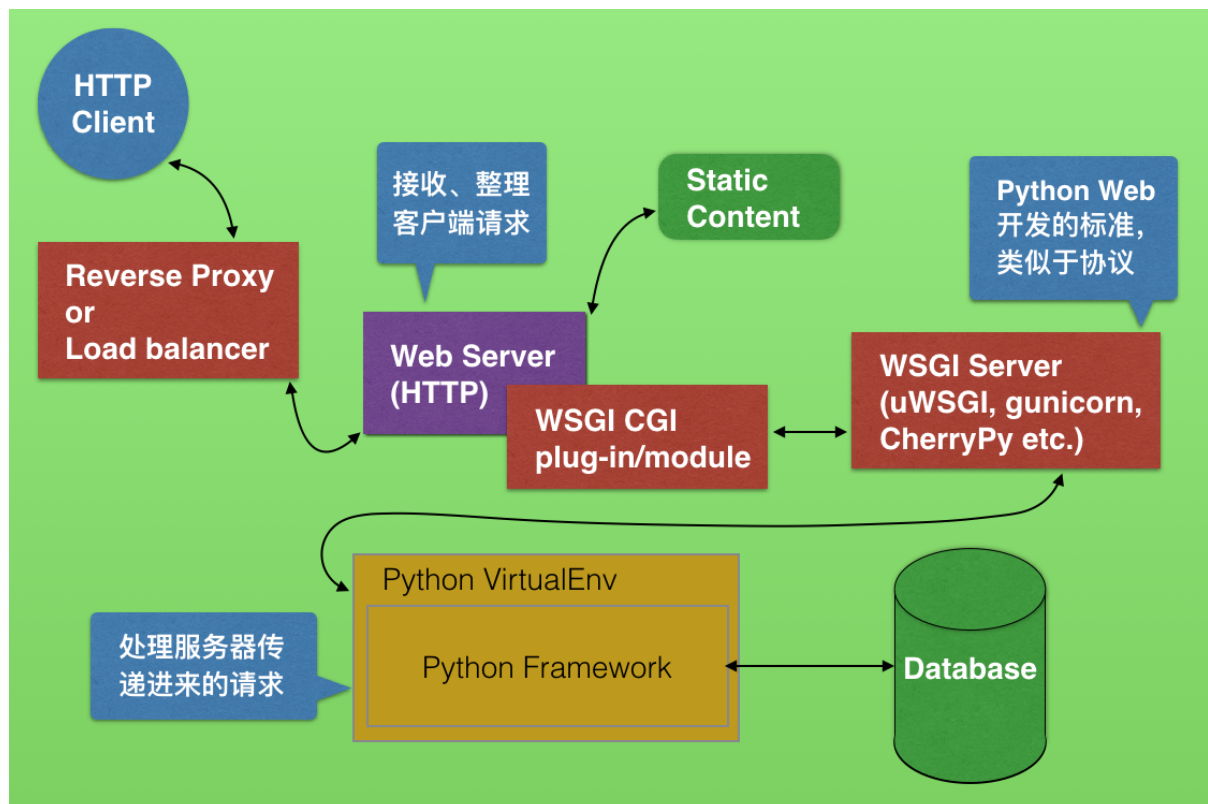 HTTP
Client
接收、整理
客户端请求
Static
Content
Python Web
开发的标准，
类似于协议
Reverse Proxy
or
Load balancer
Web Server
(HTTP)
WSGI CGI
plug-in/module
WSGI Server
(uWSGI, gunicorn,
CherryPy etc.)
Python VirtualEnv
Python Framework
处理服务器传
递进来的请求
Database